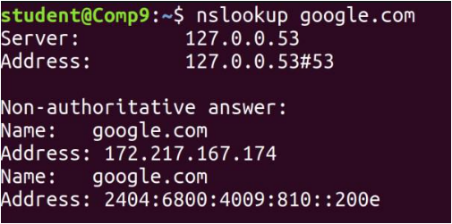 student@Comp9:~$ nslookup google.com
Server:         127.0.0.53
Address:        127.0.0.53#53

Non-authoritative answer:
Name:   google.com
Address: 172.217.167.174
Name:   google.com
Address: 2404:6800:4009:810::200e